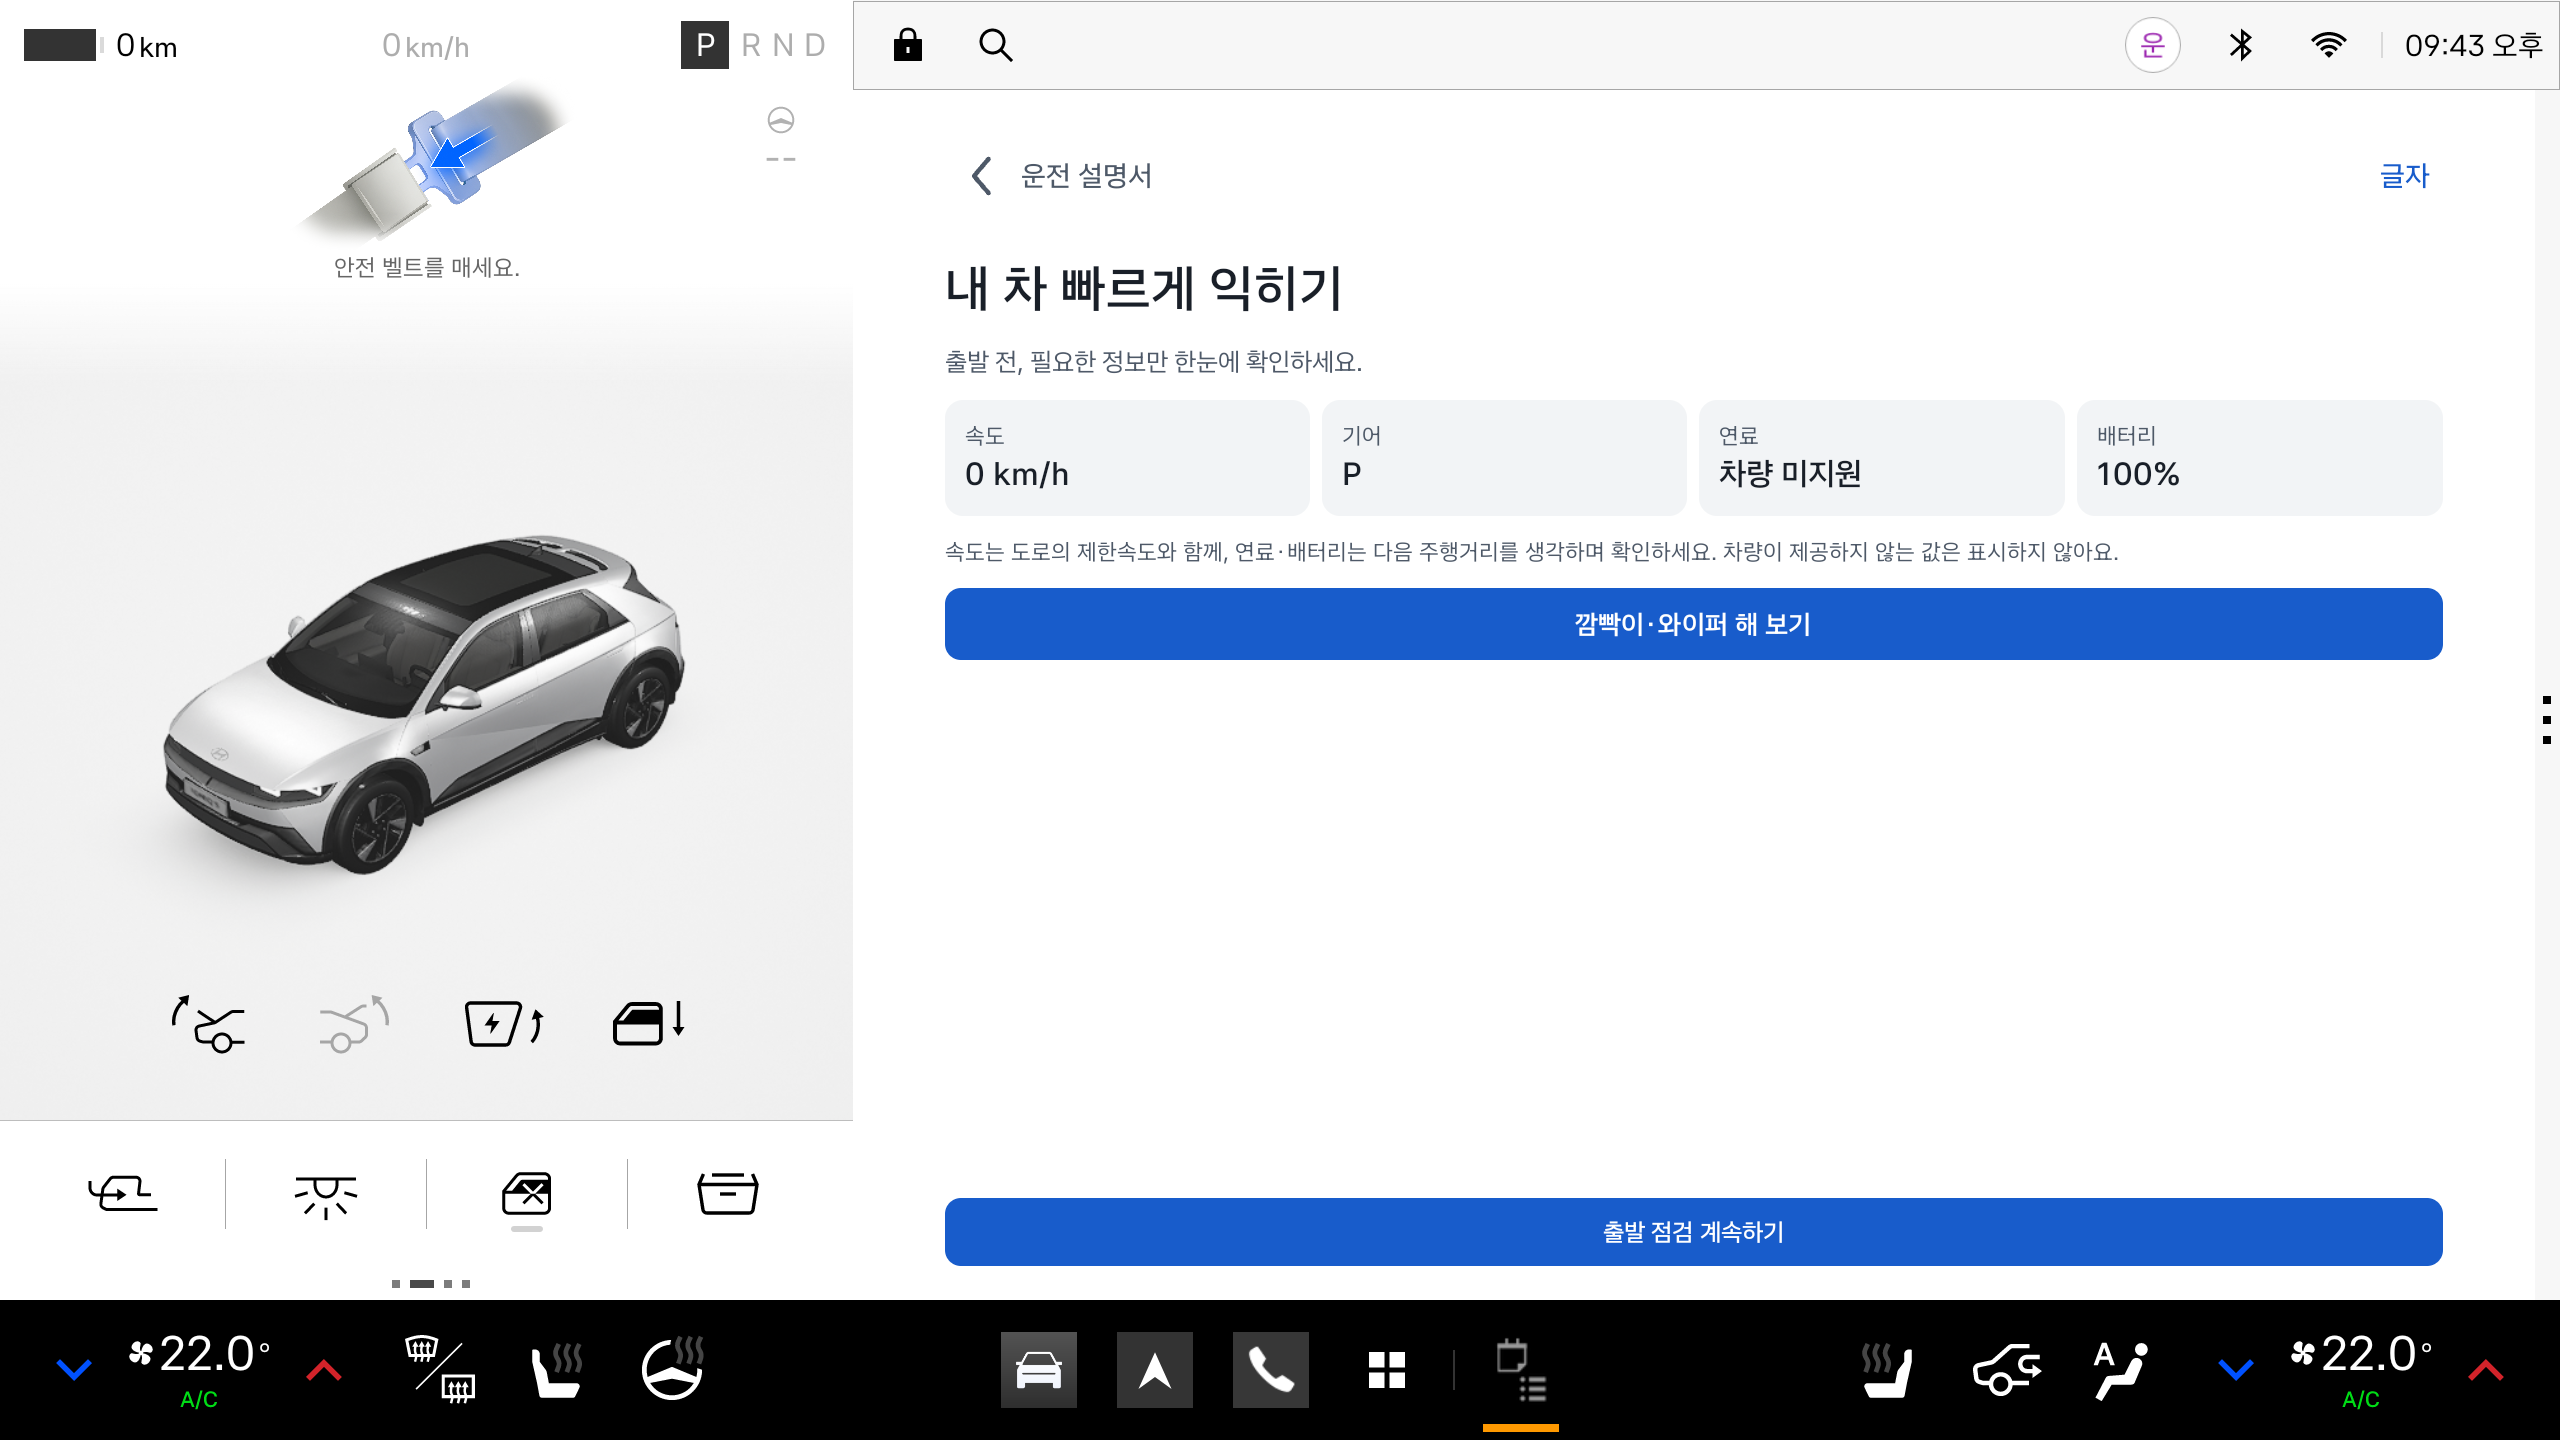 0 km
0 km/h
P R N D
운
09:43 오후
안전 벨트를 매세요.
운전 설명서
글자
내 차 빠르게 익히기
출발 전, 필요한 정보만 한눈에 확인하세요.
속도
0 km/h
기어
P
연료
차량 미지원
배터리
100%
속도는 도로의 제한속도와 함께, 연료·배터리는 다음 주행거리를 생각하며 확인하세요. 차량이 제공하지 않는 값은 표시하지 않아요.
깜빡이·와이퍼 해 보기
출발 점검 계속하기
22.0°
A/C
A
22.0°
A/C